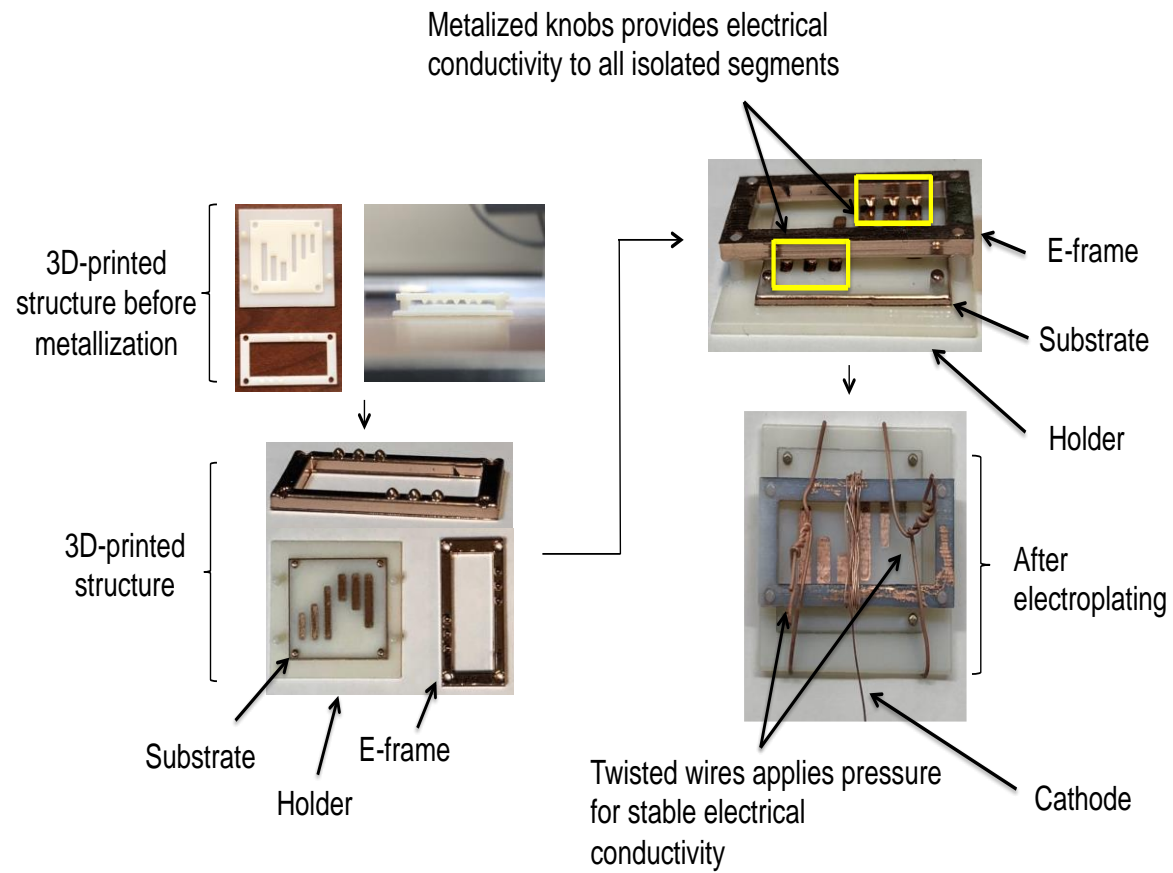 Metalized knobs provides electrical
conductivity to all isolated segments
3D-printed
structure before
metallization
E-frame
Substrate
Holder
3D-printed
structure
After
electroplating
Substrate
E-frame
Holder
Twisted wires applies pressure
for stable electrical
conductivity
Cathode